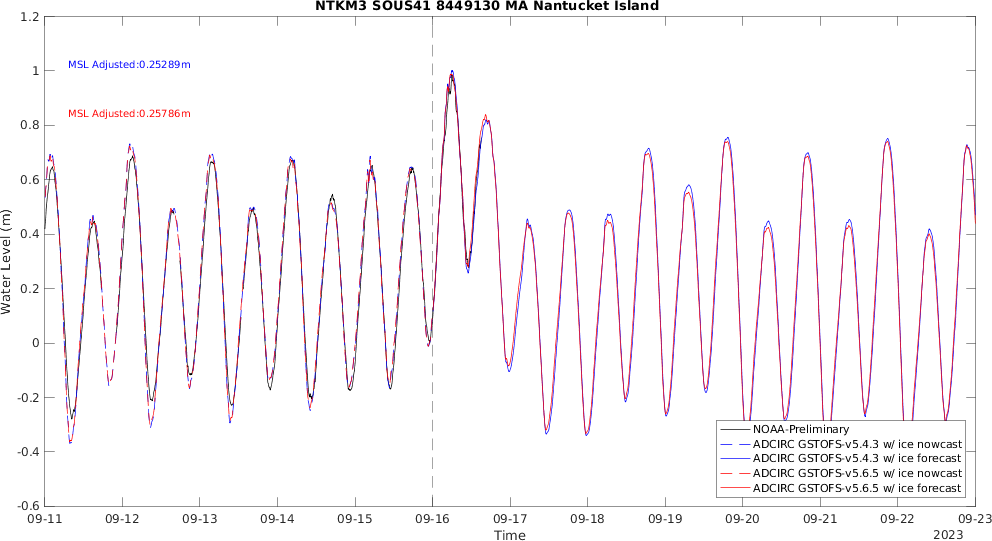 NTKM3 SOUS41 8449130 MA Nantucket Island
1.2
1
0.8
0.6
0.4
0.2
0
-0.2
-0.4
-0.6
Water Level (m)
MSL Adjusted:0.25289m
MSL Adjusted:0.25786m
NOAA-Preliminary
ADCIRC GSTOFS-v5.4.3 w/ ice nowcast
ADCIRC GSTOFS-v5.4.3 w/ ice forecast
ADCIRC GSTOFS-v5.6.5 w/ ice nowcast
ADCIRC GSTOFS-v5.6.5 w/ ice forecast
09-11 09-12 09-13 09-14 09-15 09-16 09-17 09-18 09-19 09-20 09-21 09-22 09-23
Time
2023